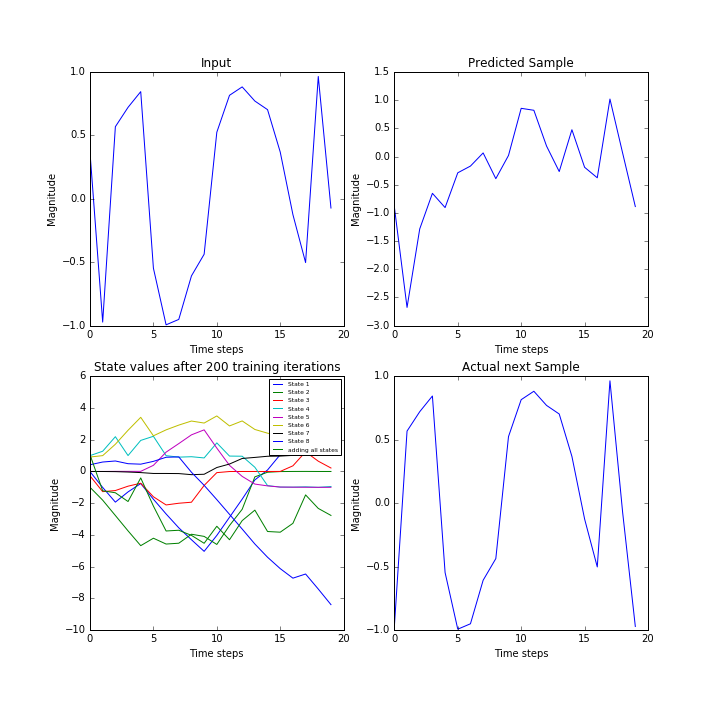 Input
Magnitude
1.0
0.5
0.0
−0.5
−1.0
0 5 10 15 20
Time steps
Predicted Sample
Magnitude
1.5
1.0
0.5
0.0
−0.5
−1.0
−1.5
−2.0
−2.5
−3.0
0 5 10 15 20
Time steps
State values after 200 training iterations
Magnitude
6
4
2
0
−2
−4
−6
−8
−10
0 5 10 15 20
Time steps
State 1
State 2
State 3
State 4
State 5
State 6
State 7
State 8
adding all states
Actual next Sample
Magnitude
1.0
0.5
0.0
−0.5
−1.0
0 5 10 15 20
Time steps